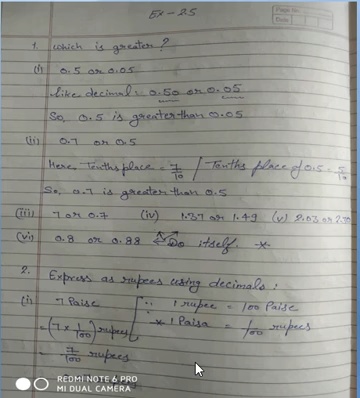 Ex-2.5
Page No.
Date
1. Which is greater?
(i) 0.5 or 0.05
Like decimal = 0.50 or 0.05
So, 0.5 is greater than 0.05
(ii) 0.7 or 0.5
Here, Tenths place = 7/10 | Tenths place of 0.5 = 5/10
So, 0.7 is greater than 0.5
(iii) 7 or 0.7 (iv) 1.37 or 1.49 (v) 2.03 or 2.30
(vi) 0.8 or 0.88 Do itself. *
2.
Express as rupees using decimals:
(i) 7 Paise ∵ 1 rupee = 100 Paise
= (7 × 1/100) rupees * 1 Paisa = 1/100 rupees
= 7/100 rupees
REDMI NOTE 6 PRO
MI DUAL CAMERA